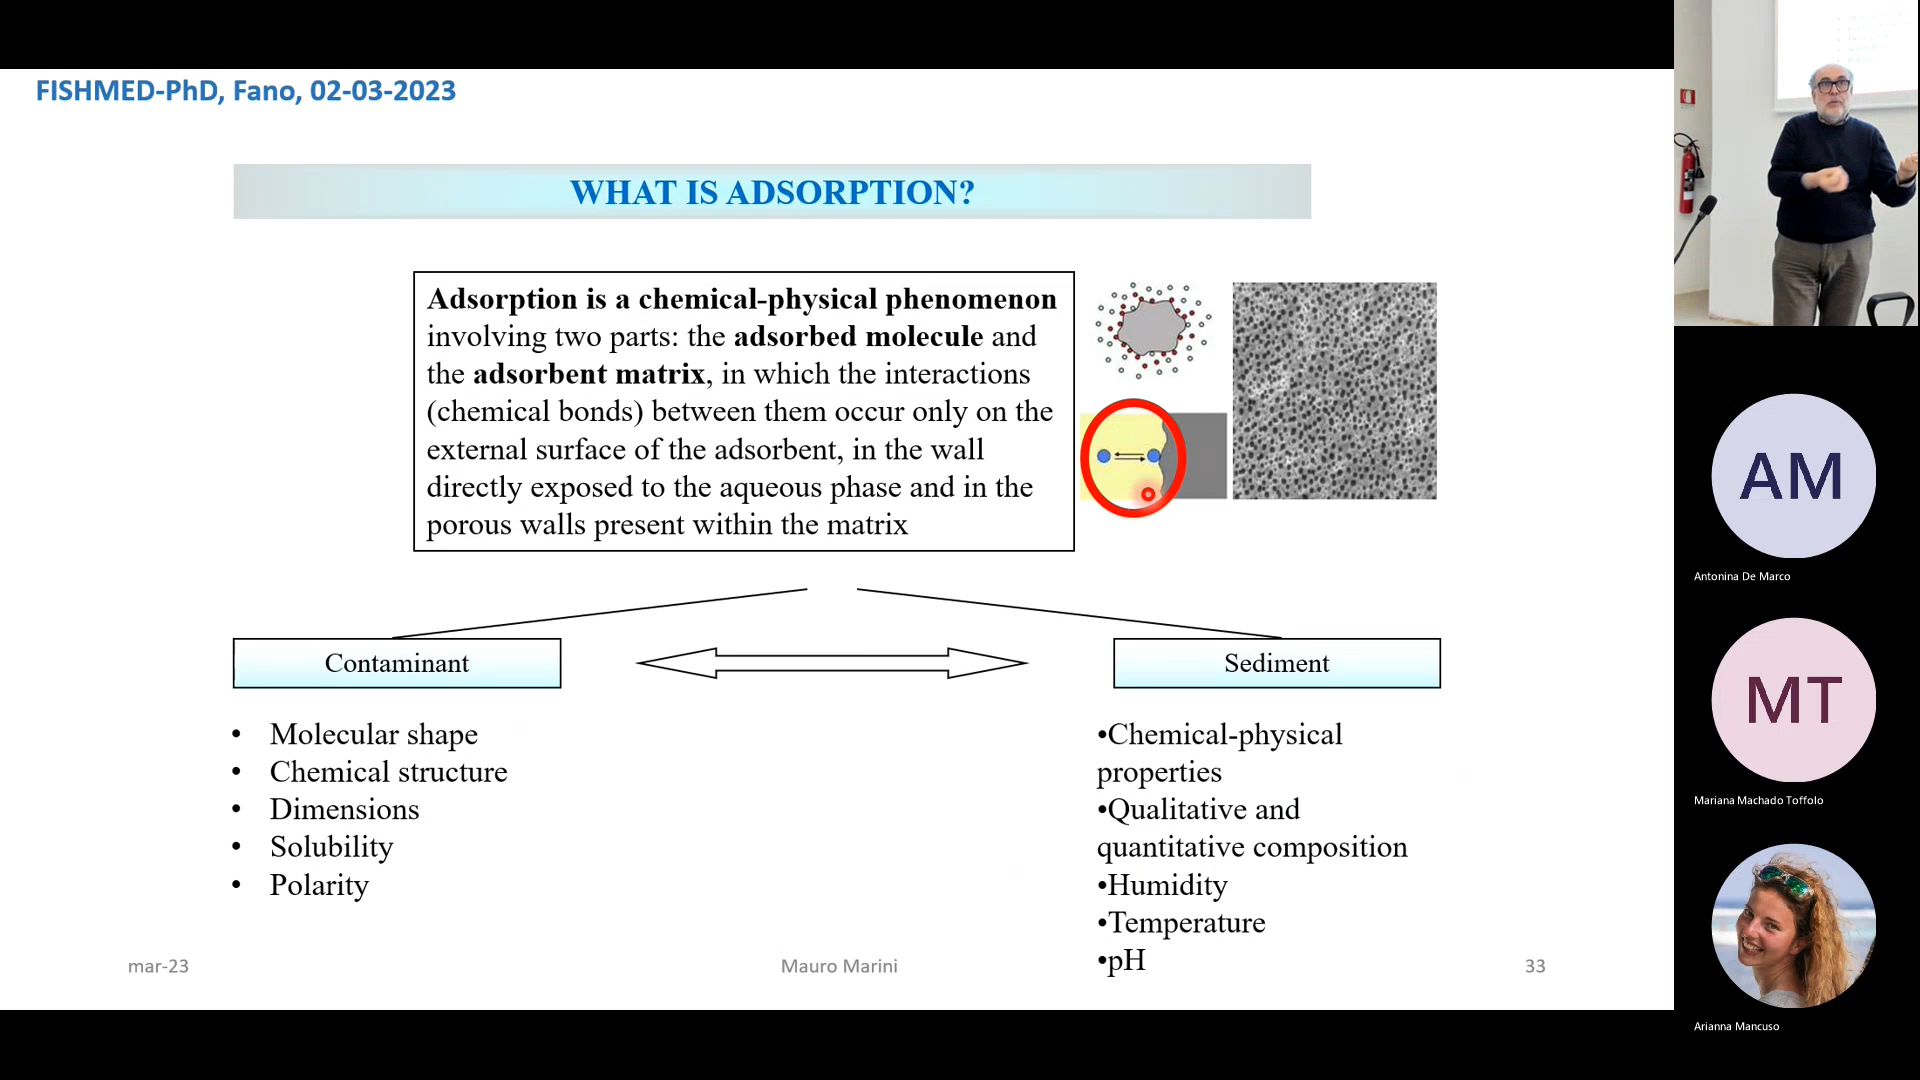 FISHMED-PhD, Fano, 02-03-2023
WHAT IS ADSORPTION?
Adsorption is a chemical-physical phenomenon
involving two parts: the adsorbed molecule and
the adsorbent matrix, in which the interactions
(chemical bonds) between them occur only on the
external surface of the adsorbent, in the wall
directly exposed to the aqueous phase and in the
porous walls present within the matrix
Contaminant
Sediment
• Molecular shape
• Chemical structure
• Dimensions
• Solubility
• Polarity
•Chemical-physical
properties
•Qualitative and
quantitative composition
•Humidity
•Temperature
•pH
mar-23
Mauro Marini
33
AM
Antonina De Marco
MT
Mariana Machado Toffolo
Arianna Mancuso